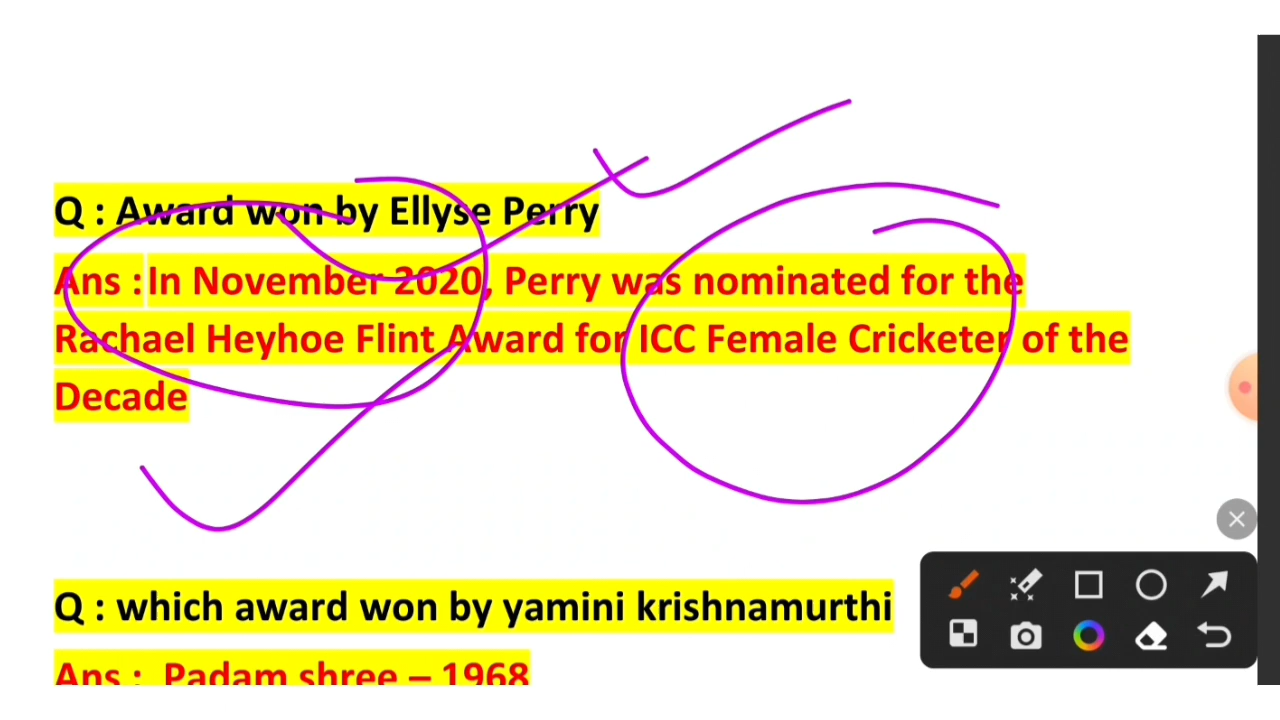 Q : Award won by Ellyse Perry
Ans : In November 2020, Perry was nominated for the
Rachael Heyhoe Flint Award for ICC Female Cricketer of the
Decade
Q : which award won by yamini krishnamurthi
Ans : Padam shree – 1968